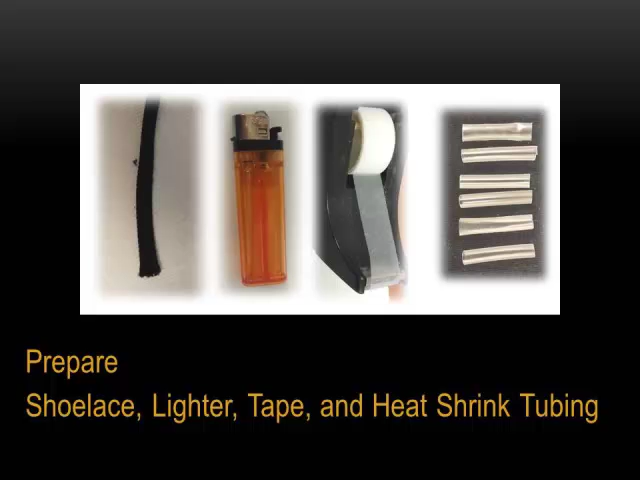 Prepare
Shoelace, Lighter, Tape, and Heat Shrink Tubing